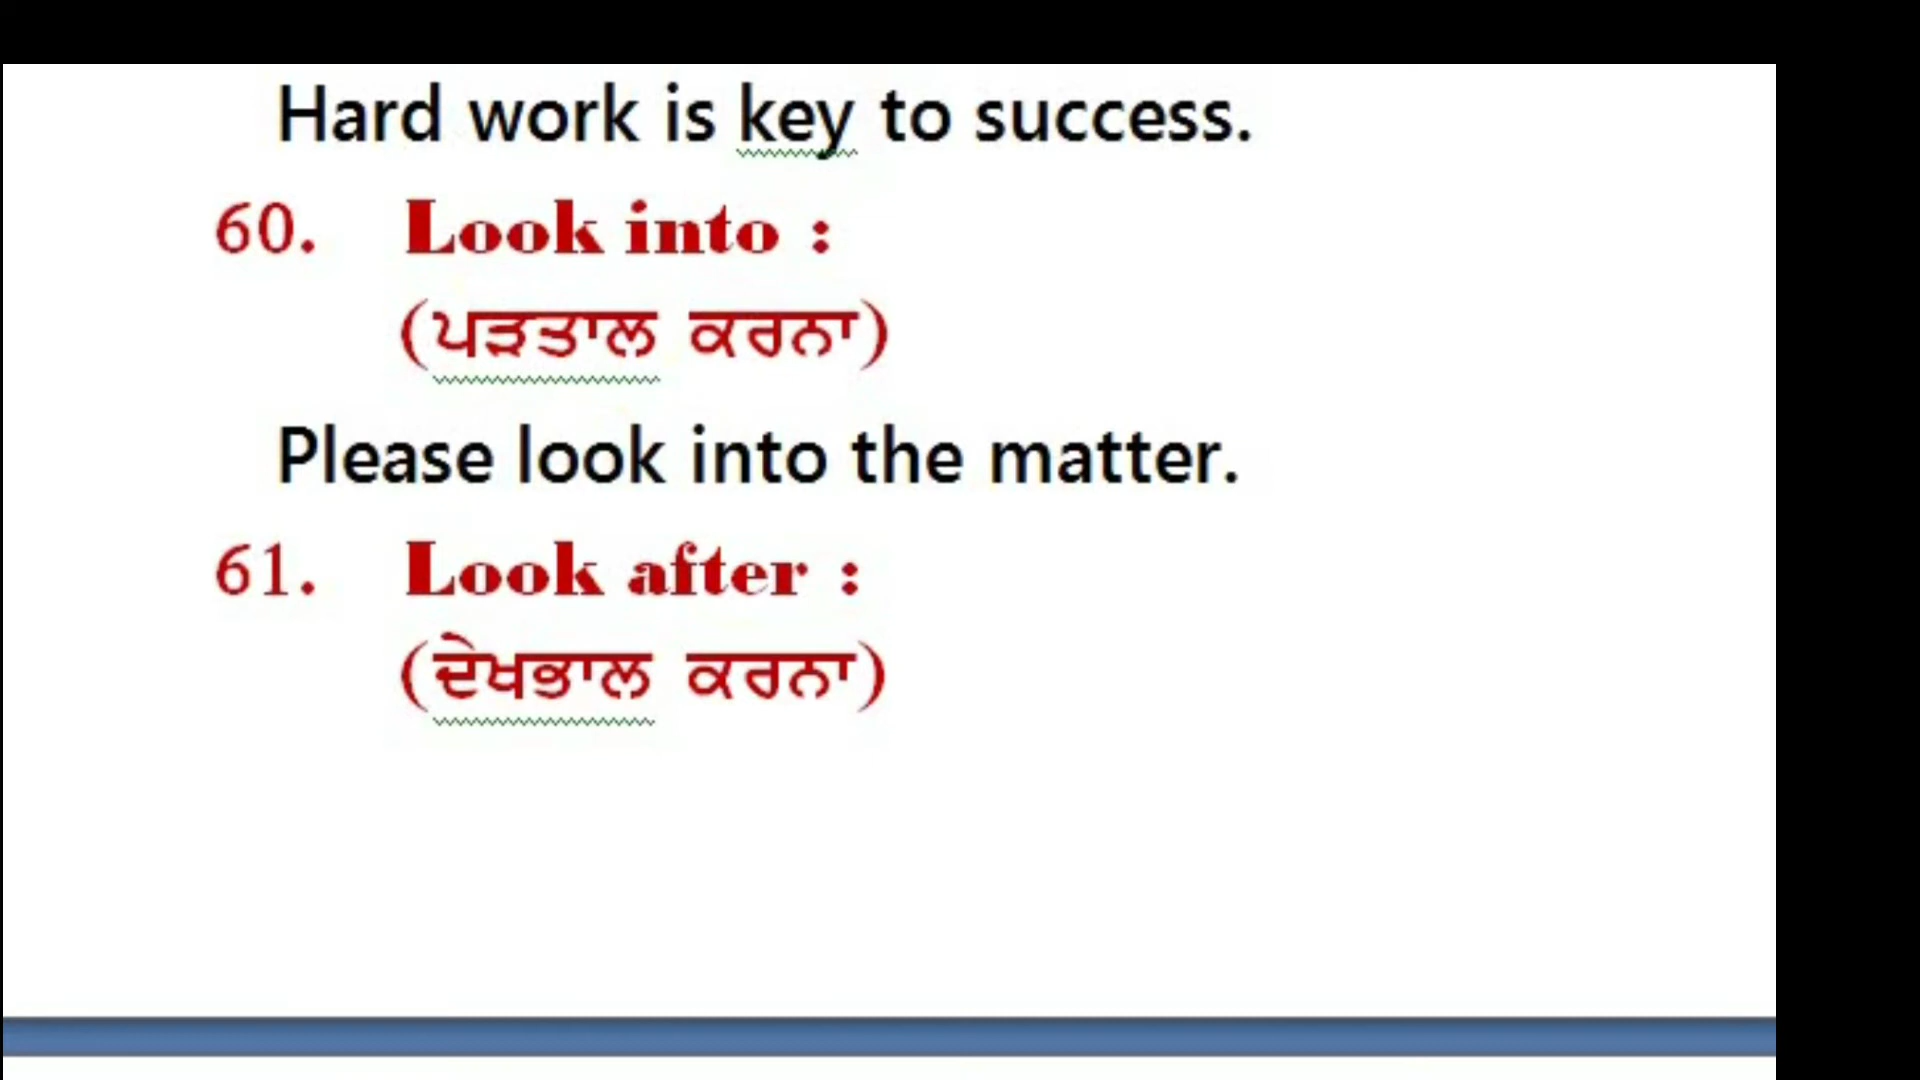 Hard work is key to success.
60. Look into :
(ਪੜਤਾਲ ਕਰਨਾ)
Please look into the matter.
61. Look after :
(ਦੇਖਭਾਲ ਕਰਨਾ)